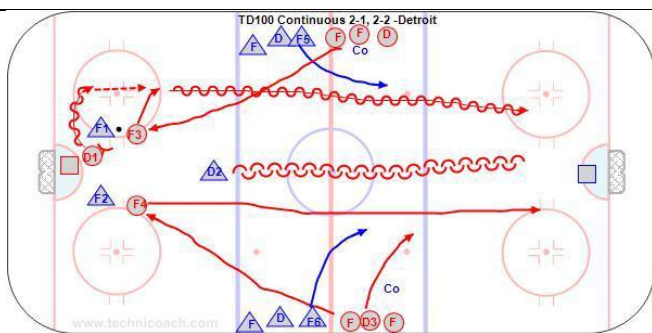 TD100 Continuous 2-1, 2-2 -Detroit
F D F5 F F D
Co
F1
F3
D1
D2
F2
F4
Co
F D F6 F D3 F
www.technicoach.com